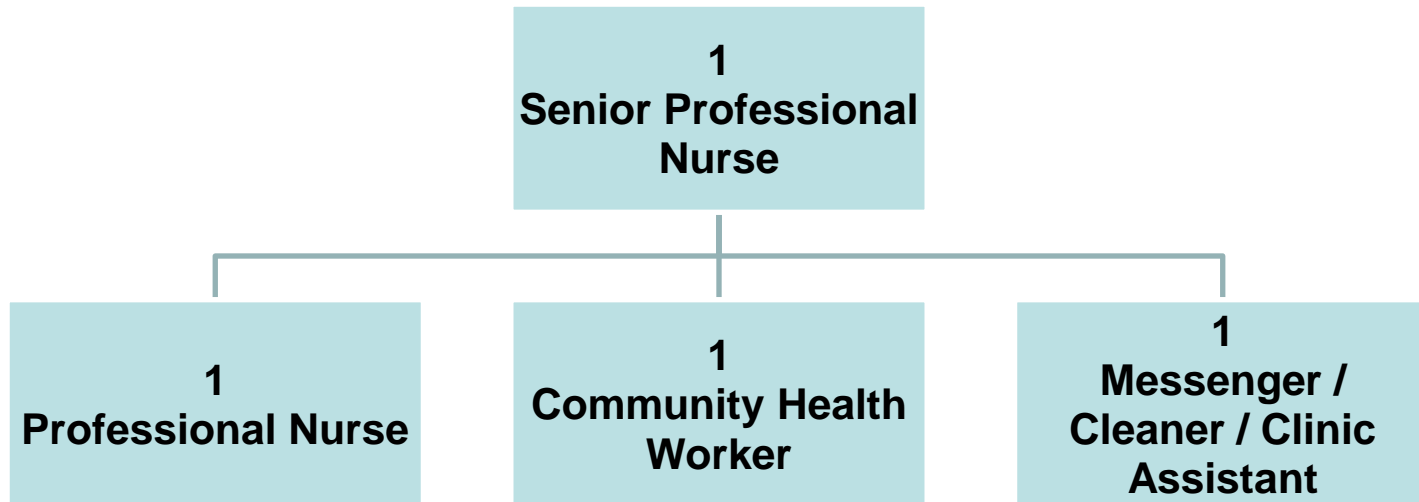 1
Senior Professional
Nurse
1
Professional Nurse
1
Community Health
Worker
1
Messenger /
Cleaner / Clinic
Assistant